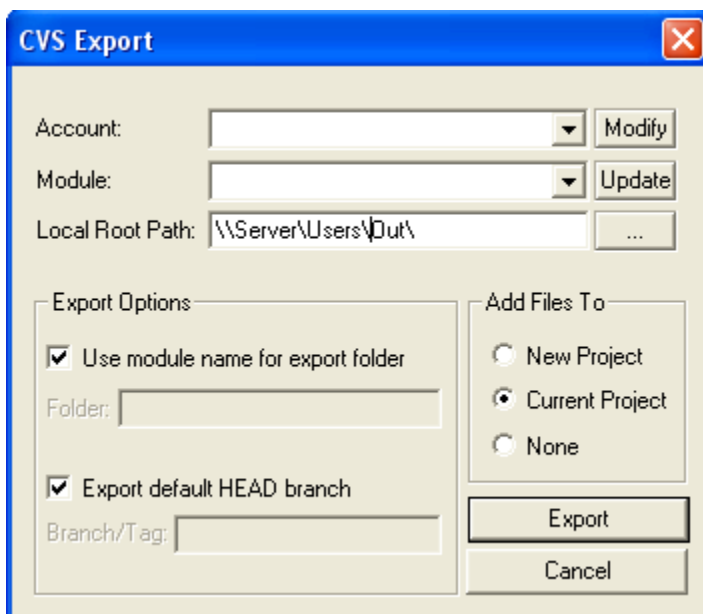 CVS Export
Account:
Modify
Module:
Update
Local Root Path: \\Server\Users\Out\
...
Export Options
Use module name for export folder
Folder:
Export default HEAD branch
Branch/Tag:
Add Files To
New Project
Current Project
None
Export
Cancel